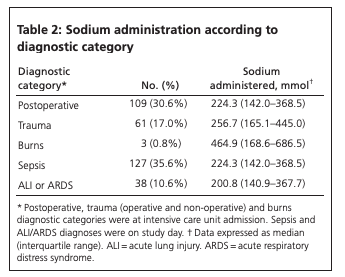 Table 2: Sodium administration according to
diagnostic category
Diagnostic
category* No. (%) Sodium
administered, mmol†
Postoperative 109 (30.6%) 224.3 (142.0–368.5)
Trauma 61 (17.0%) 256.7 (165.1–445.0)
Burns 3 (0.8%) 464.9 (168.6–686.5)
Sepsis 127 (35.6%) 224.3 (142.0–368.5)
ALI or ARDS 38 (10.6%) 200.8 (140.9–367.7)
* Postoperative, trauma (operative and non-operative) and burns
diagnostic categories were at intensive care unit admission. Sepsis and
ALI/ARDS diagnoses were on study day. † Data expressed as median
(interquartile range). ALI = acute lung injury. ARDS = acute respiratory
distress syndrome.